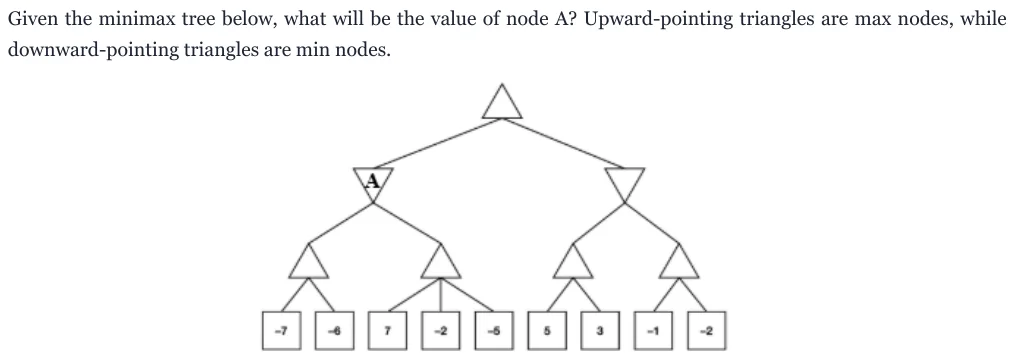 Given the minimax tree below, what will be the value of node A? Upward-pointing triangles are max nodes, while
downward-pointing triangles are min nodes.
A
-7 -6 7 -2 -5 5 3 -1 -2